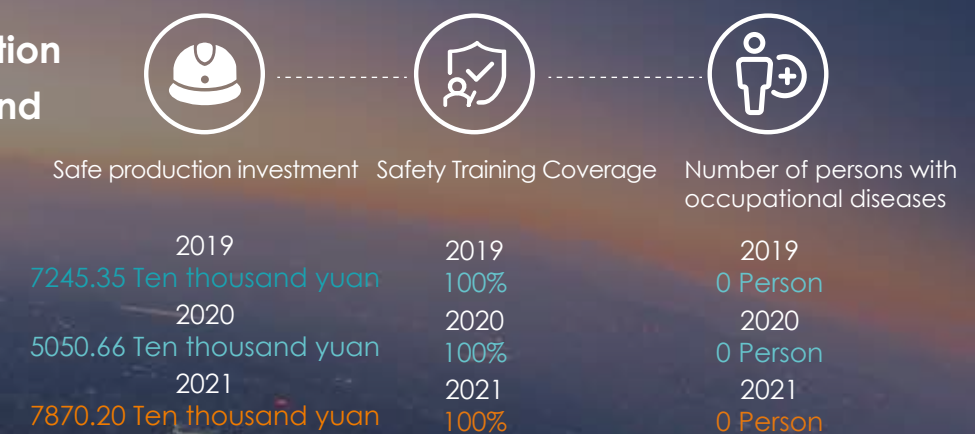 tion
nd
Safe production investment
2019
7245.35 Ten thousand yuan
2020
5050.66 Ten thousand yuan
2021
7870.20 Ten thousand yuan
Safety Training Coverage
2019
100%
2020
100%
2021
100%
Number of persons with
occupational diseases
2019
0 Person
2020
0 Person
2021
0 Person